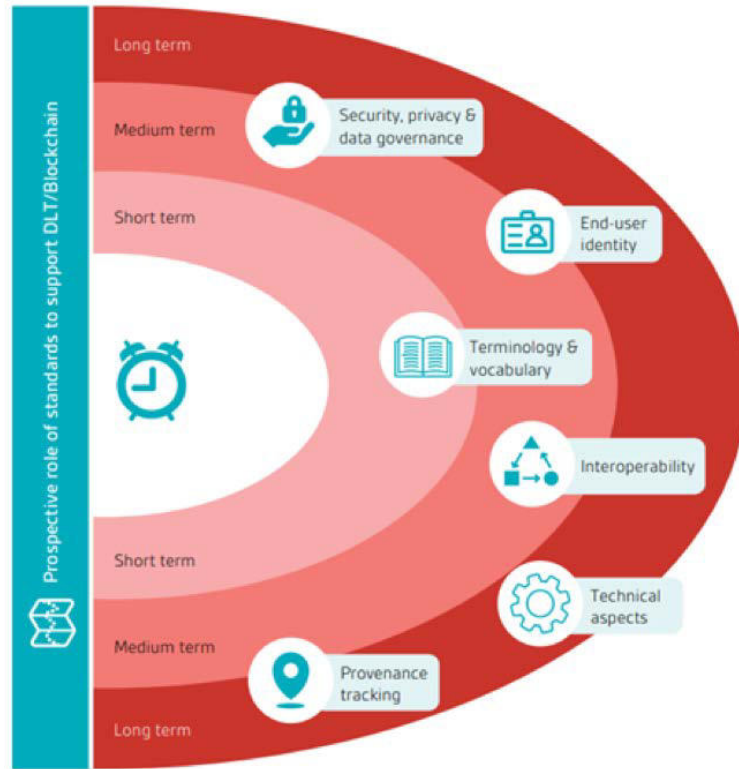 Prospective role of standards to support DLT/Blockchain
Long term
Medium term
Short term
Security, privacy &
data governance
End-user
identity
Terminology &
vocabulary
Interoperability
Technical
aspects
Short term
Medium term
Provenance
tracking
Long term